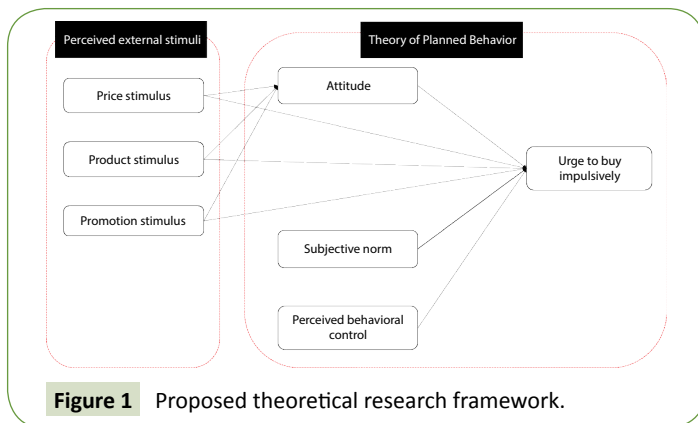 Perceived external stimuli
Theory of Planned Behavior
Price stimulus
Attitude
Product stimulus
Urge to buy
impulsively
Promotion stimulus
Subjective norm
Perceived behavioral
control
Figure 1 Proposed theoretical research framework.